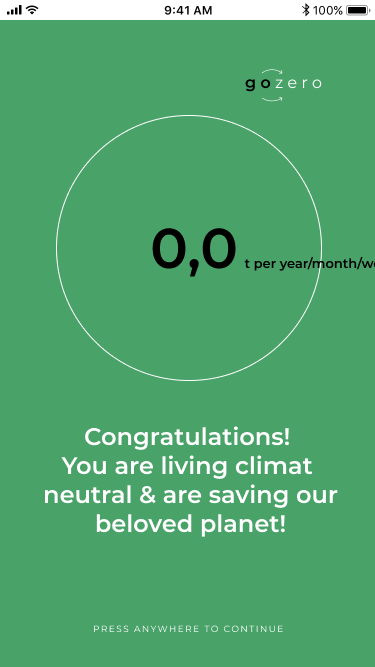 9:41 AM
100%
gozero
0,0 t per year/month/we
Congratulations!
You are living climat
neutral & are saving our
beloved planet!
PRESS ANYWHERE TO CONTINUE